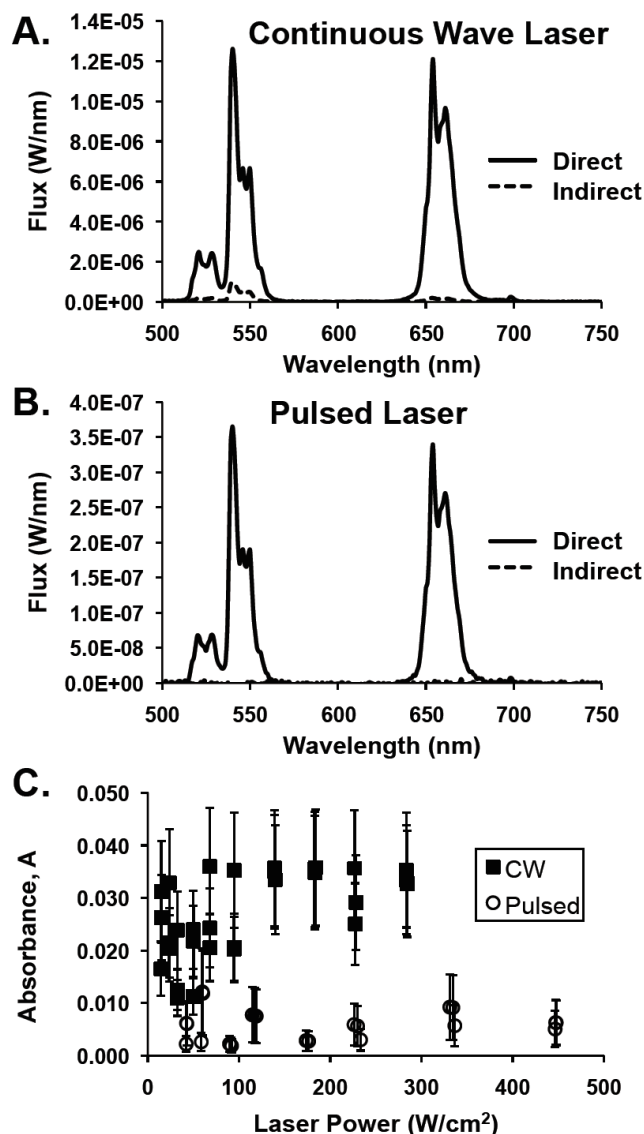 A.
Continuous Wave Laser
1.4E-05
1.2E-05
1.0E-05
8.0E-06
6.0E-06
4.0E-06
2.0E-06
0.0E+00
Flux (W/nm)
Direct
Indirect
500 550 600 650 700 750
Wavelength (nm)
B.
Pulsed Laser
4.0E-07
3.5E-07
3.0E-07
2.5E-07
2.0E-07
1.5E-07
1.0E-07
5.0E-08
0.0E+00
Flux (W/nm)
Direct
Indirect
500 550 600 650 700 750
Wavelength (nm)
C.
0.050
0.040
0.030
0.020
0.010
0.000
Absorbance, A
CW
Pulsed
0 100 200 300 400 500
Laser Power (W/cm²)